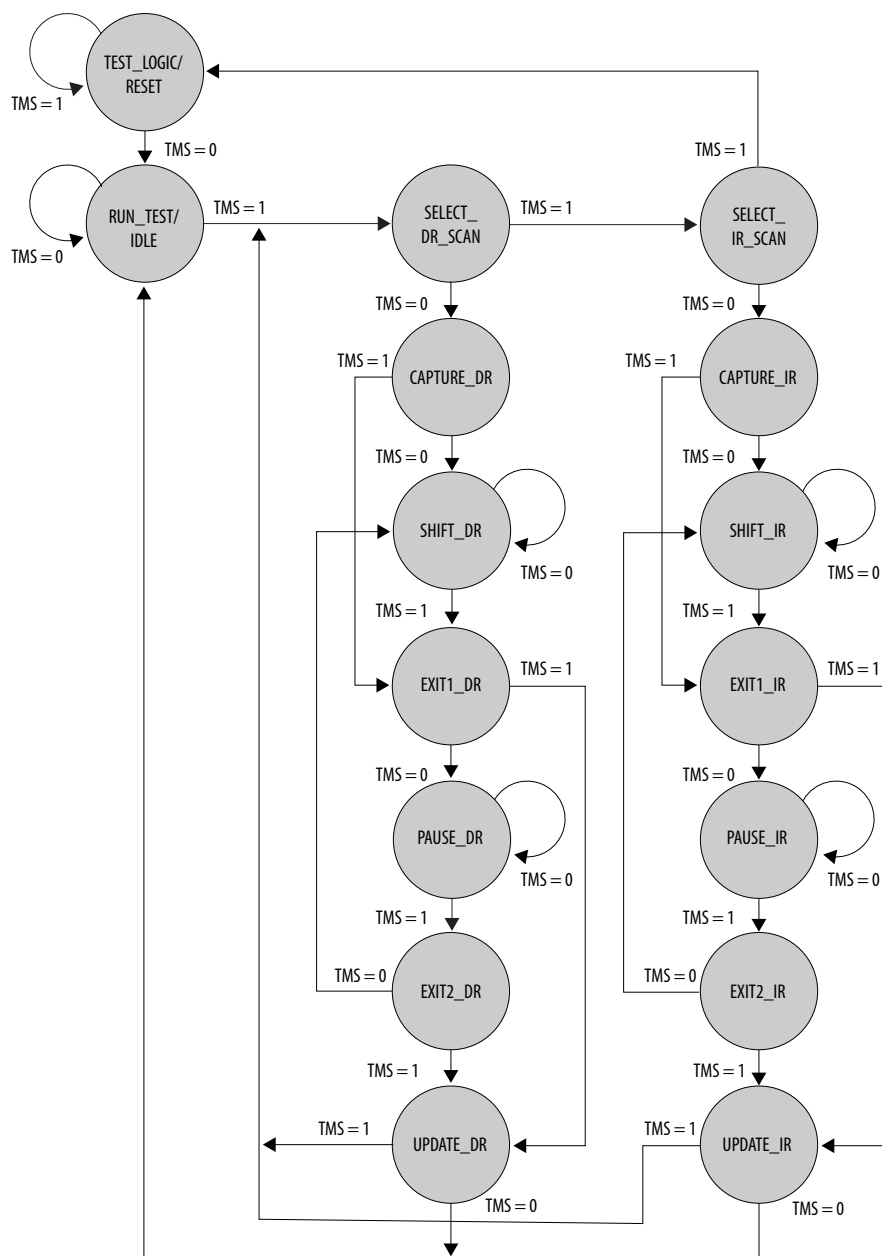 TEST_LOGIC/
RESET
TMS = 1
TMS = 0
TMS = 1
RUN_TEST/
IDLE
TMS = 0
TMS = 1
SELECT_
DR_SCAN
TMS = 1
SELECT_
IR_SCAN
TMS = 0
TMS = 0
TMS = 1
CAPTURE_DR
TMS = 1
CAPTURE_IR
TMS = 0
TMS = 0
SHIFT_DR
TMS = 0
SHIFT_IR
TMS = 0
TMS = 1
TMS = 1
EXIT1_DR
TMS = 1
EXIT1_IR
TMS = 1
TMS = 0
TMS = 0
PAUSE_DR
TMS = 0
PAUSE_IR
TMS = 0
TMS = 1
TMS = 1
TMS = 0
EXIT2_DR
TMS = 0
EXIT2_IR
TMS = 1
TMS = 1
TMS = 1
UPDATE_DR
TMS = 1
UPDATE_IR
TMS = 0
TMS = 0